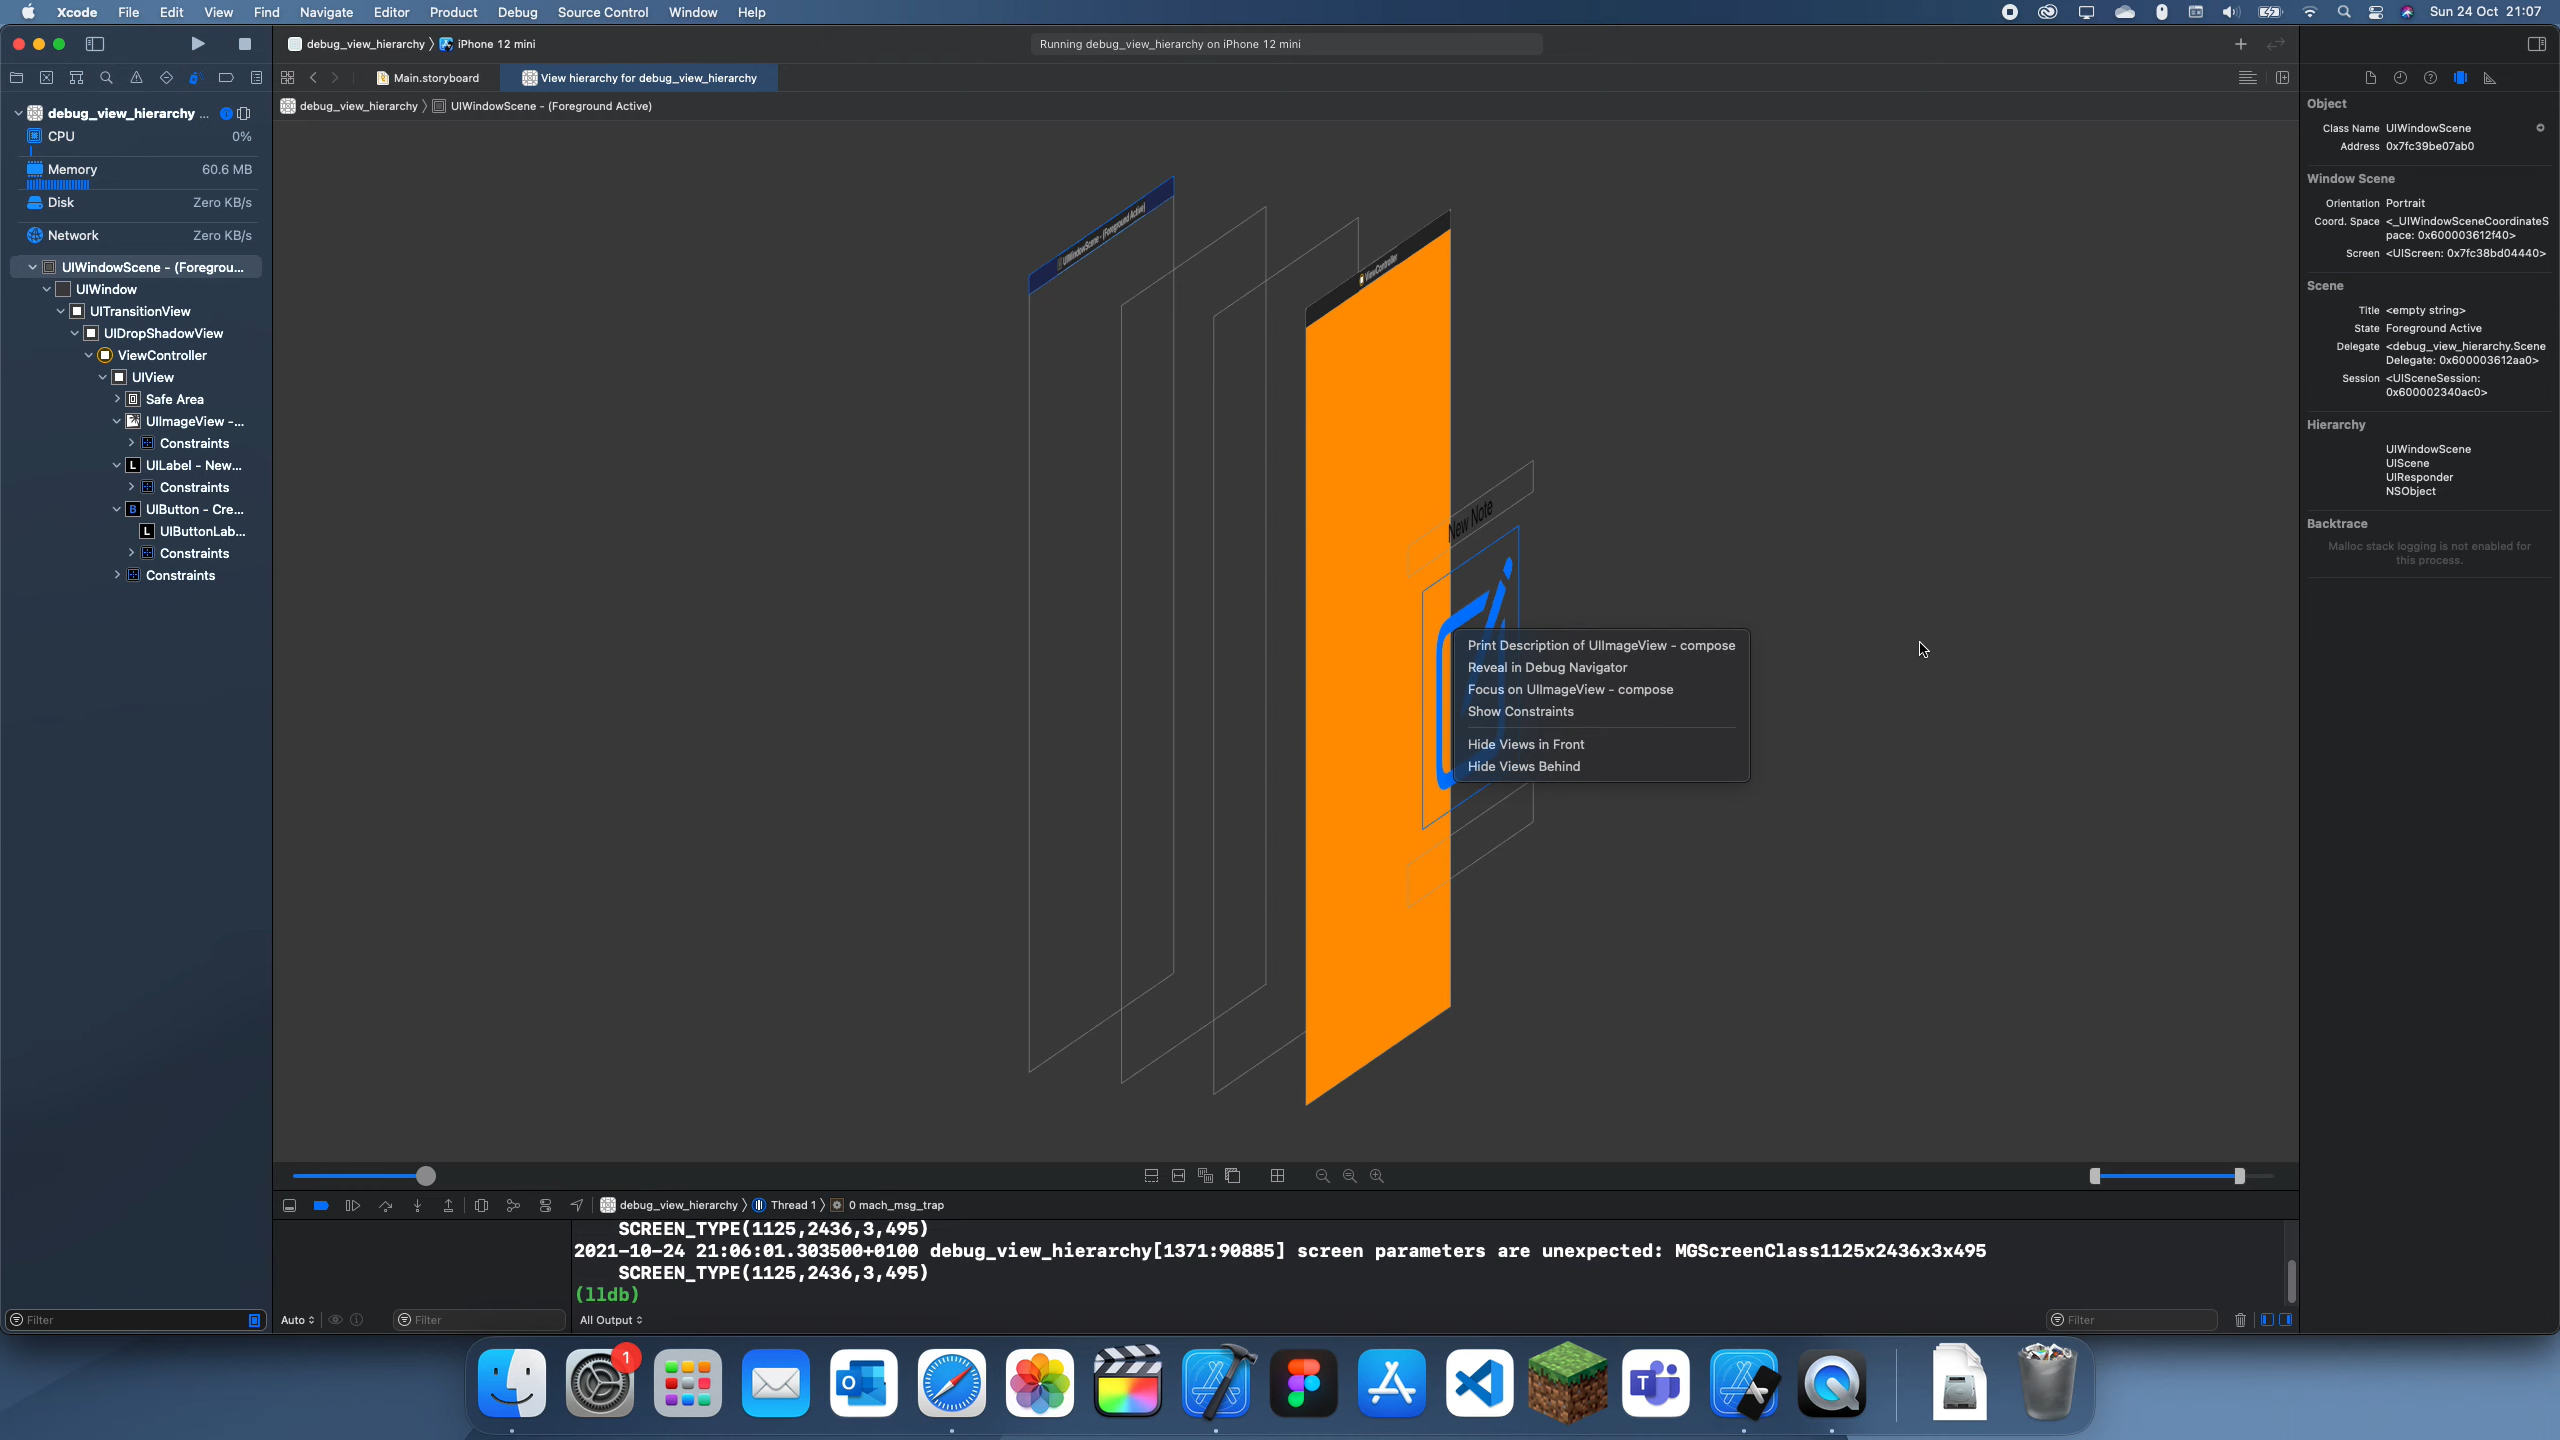 Xcode File Edit View Find Navigate Editor Product Debug Source Control Window Help Sun 24 Oct 21:07
debug_view_hierarchy iPhone 12 mini
Running debug_view_hierarchy on iPhone 12 mini
Main.storyboard
View hierarchy for debug_view_hierarchy
debug_view_hierarchy UIWindowScene - (Foreground Active)
debug_view_hierarchy ...
CPU 0%
Memory 60.6 MB
Disk Zero KB/s
Network Zero KB/s
UIWindowScene - (Foregrou...
UIWindow
UITransitionView
UIDropShadowView
ViewController
UIView
Safe Area
UIImageView -...
Constraints
L UILabel - New...
Constraints
B UIButton - Cre...
L UIButtonLab...
Constraints
Constraints
Filter
UIWindowScene - (Foreground Active)
ViewController
New Note
Print Description of UIImageView - compose
Reveal in Debug Navigator
Focus on UIImageView - compose
Show Constraints
Hide Views in Front
Hide Views Behind
Object
Class Name UIWindowScene
Address 0x7fc39be07ab0
Window Scene
Orientation Portrait
Coord. Space <_UIWindowSceneCoordinateS
pace: 0x600003612f40>
Screen <UIScreen: 0x7fc38bd04440>
Scene
Title <empty string>
State Foreground Active
Delegate <debug_view_hierarchy.Scene
Delegate: 0x600003612aa0>
Session <UISceneSession:
0x600002340ac0>
Hierarchy
UIWindowScene
UIScene
UIResponder
NSObject
Backtrace
Malloc stack logging is not enabled for
this process.
debug_view_hierarchy Thread 1 0 mach_msg_trap
SCREEN_TYPE(1125,2436,3,495)
2021-10-24 21:06:01.303500+0100 debug_view_hierarchy[1371:90885] screen parameters are unexpected: MGScreenClass1125x2436x3x495
SCREEN_TYPE(1125,2436,3,495)
(lldb)
Auto
Filter
All Output
Filter
1